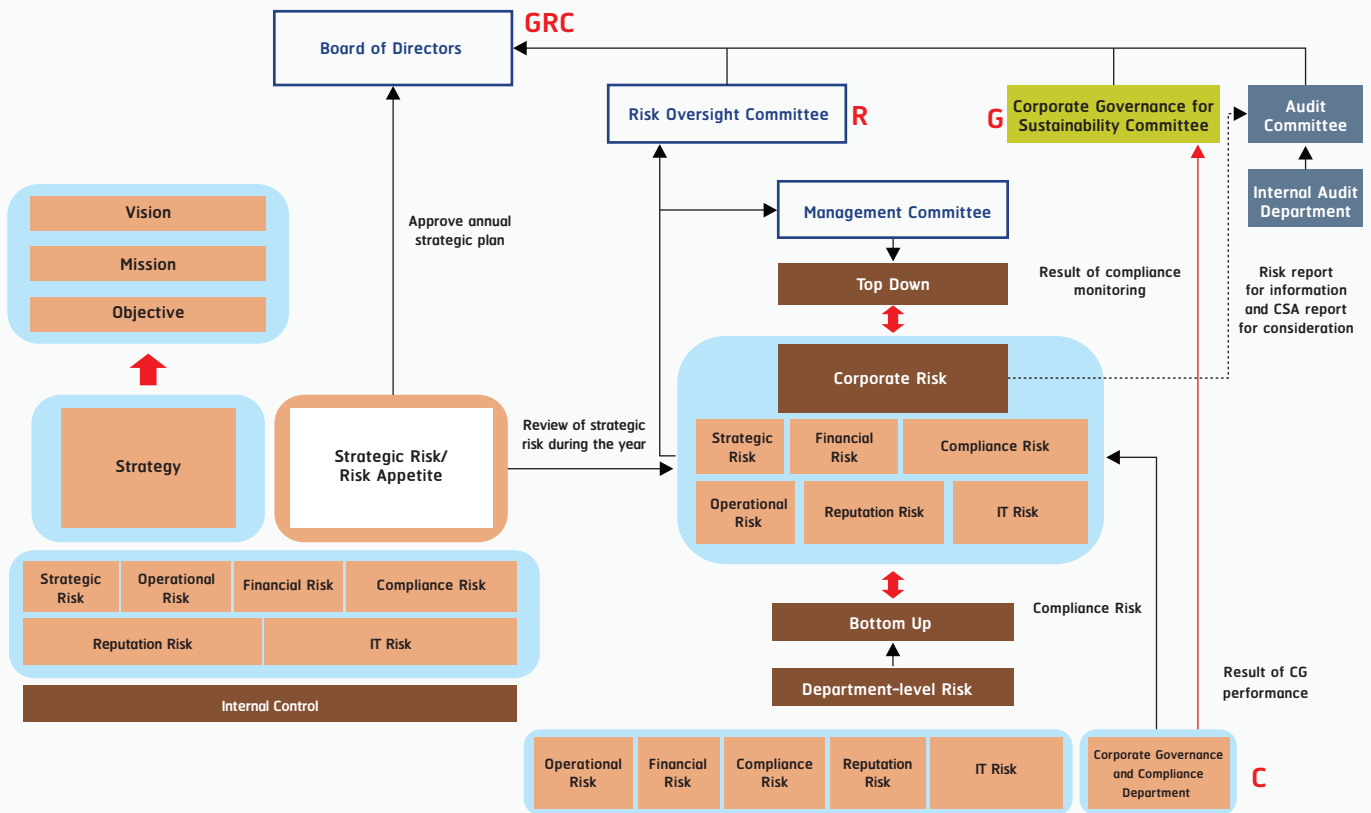 GRC
Board of Directors
Risk Oversight Committee
R
G
Corporate Governance for
Sustainability Committee
Audit
Committee
Internal Audit
Department
Management Committee
Vision
Mission
Objective
Approve annual
strategic plan
Top Down
Result of compliance
monitoring
Risk report
for information
and CSA report
for consideration
Corporate Risk
Strategy
Strategic Risk/
Risk Appetite
Review of strategic
risk during the year
Strategic
Risk
Financial
Risk
Compliance Risk
Operational
Risk
Reputation Risk
IT Risk
Strategic
Risk
Operational
Risk
Financial Risk
Compliance Risk
Reputation Risk
IT Risk
Internal Control
Compliance Risk
Bottom Up
Department-level Risk
Result of CG
performance
Operational
Risk
Financial
Risk
Compliance
Risk
Reputation
Risk
IT Risk
Corporate Governance
and Compliance
Department
C